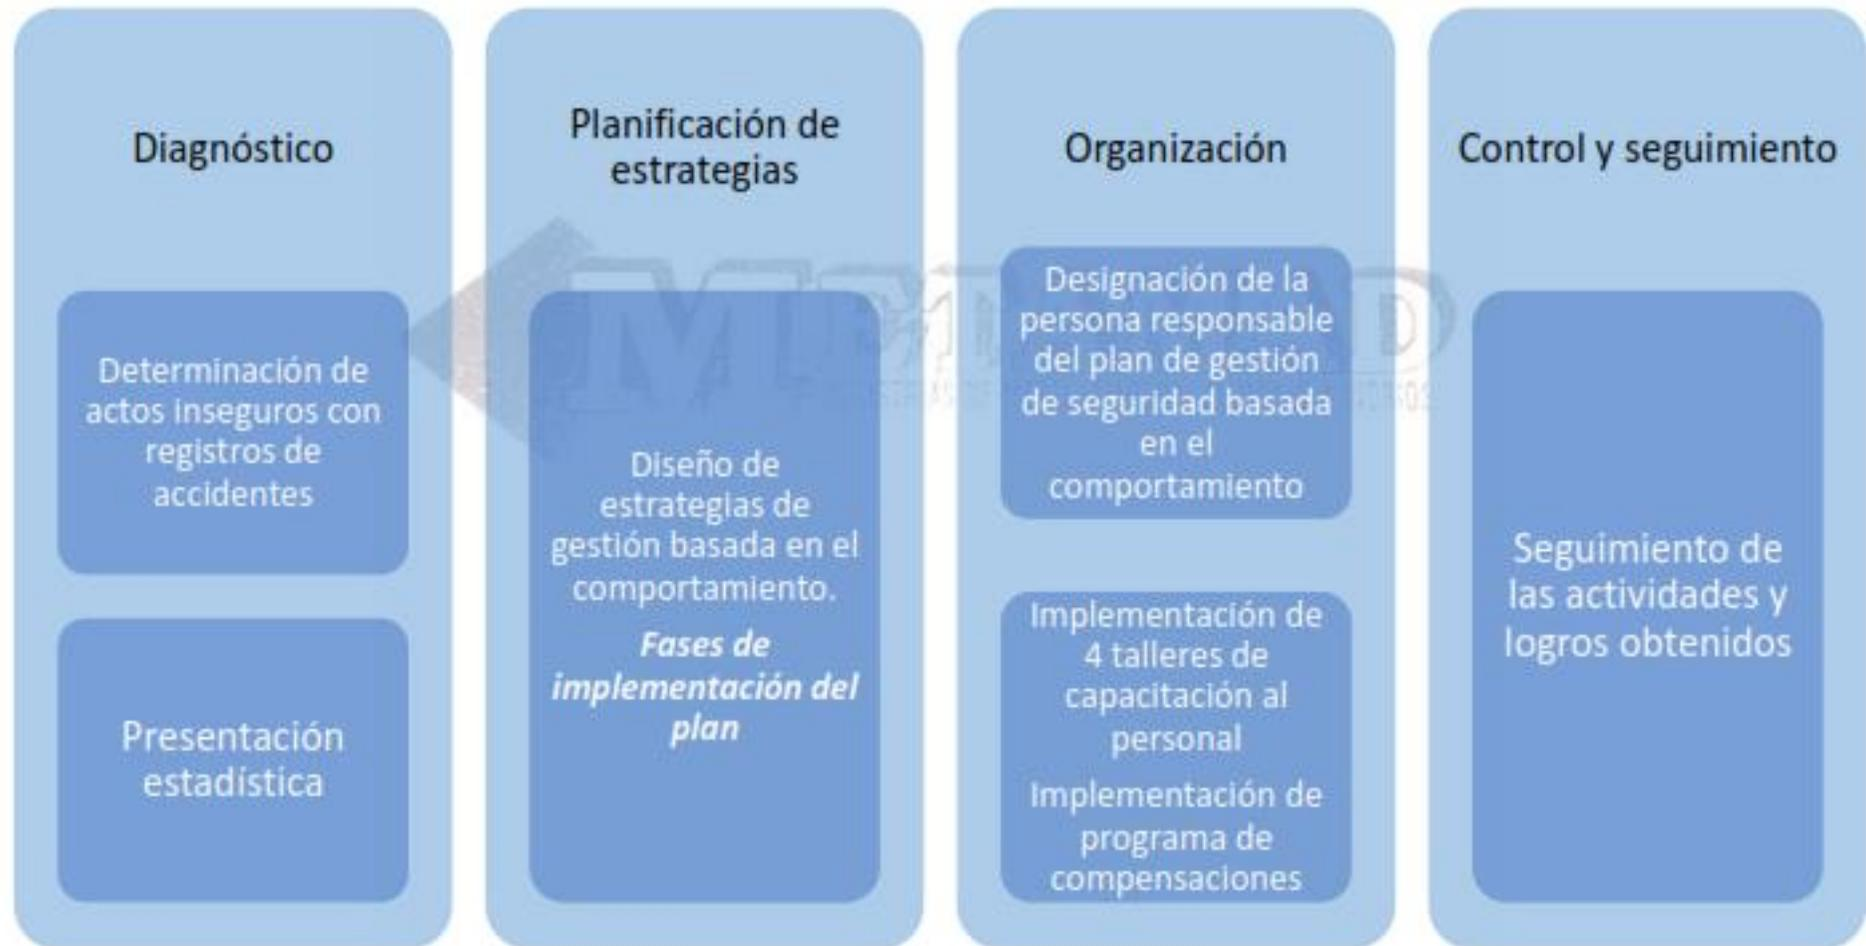 Diagnóstico
Determinación de
actos inseguros con
registros de
accidentes
Presentación
estadística
Planificación de
estrategias
Diseño de
estrategias de
gestión basada en el
comportamiento.
Fases de
implementación del
plan
Organización
Designación de la
persona responsable
del plan de gestión
de seguridad basada
en el
comportamiento
Implementación de
4 talleres de
capacitación al
personal
Implementación de
programa de
compensaciones
Control y seguimiento
Seguimiento de
las actividades y
logros obtenidos